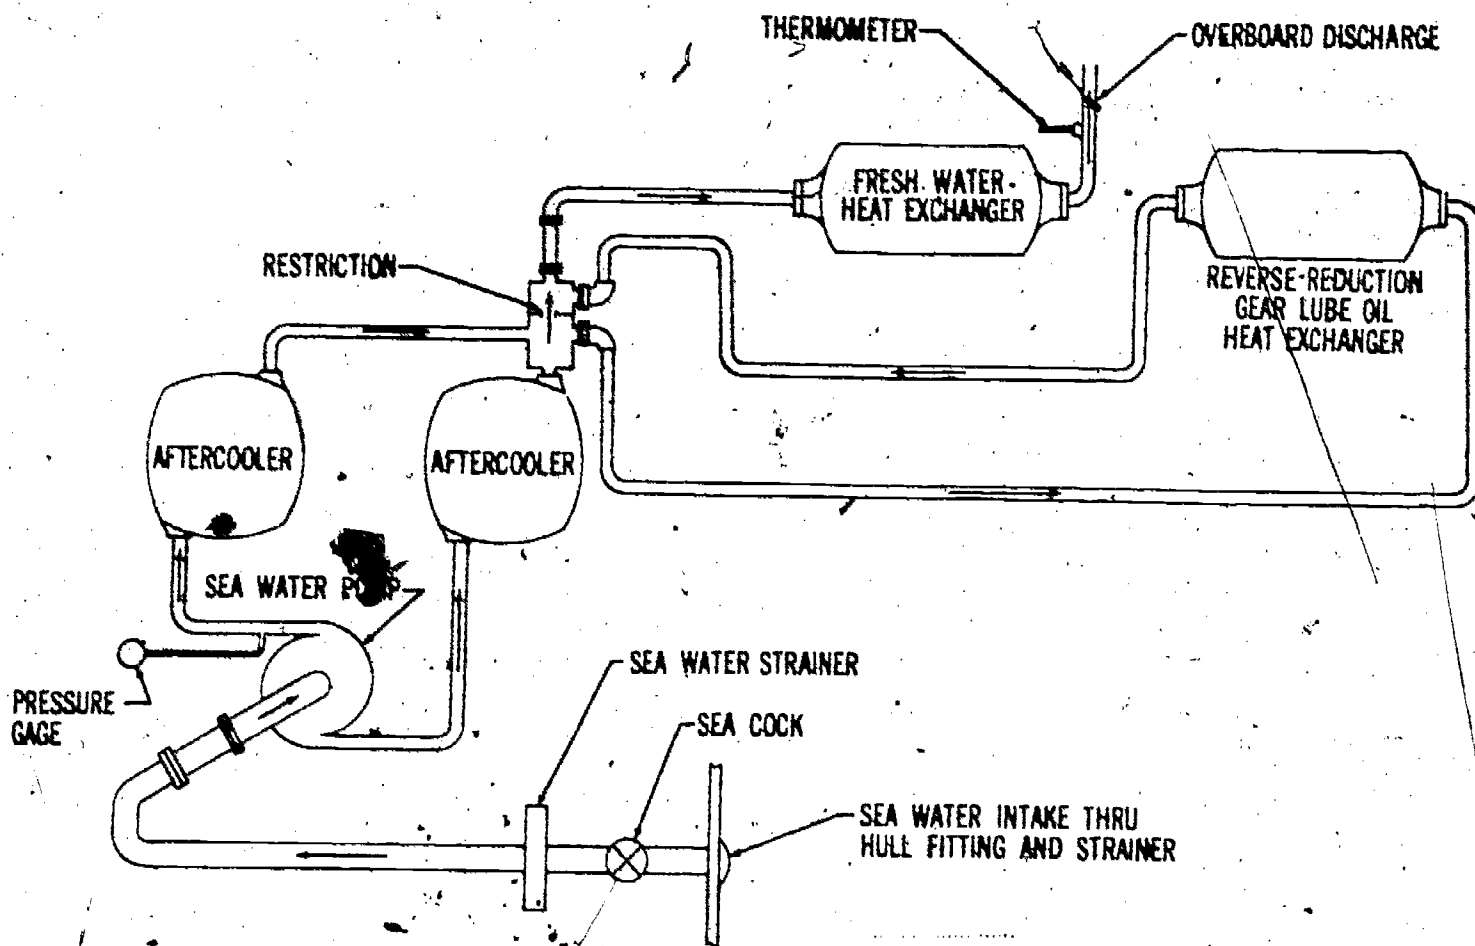 THERMOMETER
OVERBOARD DISCHARGE
FRESH WATER
HEAT EXCHANGER
RESTRICTION
REVERSE-REDUCTION
GEAR LUBE OIL
HEAT EXCHANGER
AFTERCOOLER
AFTERCOOLER
SEA WATER PUMP
SEA WATER STRAINER
PRESSURE
GAGE
SEA COCK
SEA WATER INTAKE THRU
HULL FITTING AND STRAINER